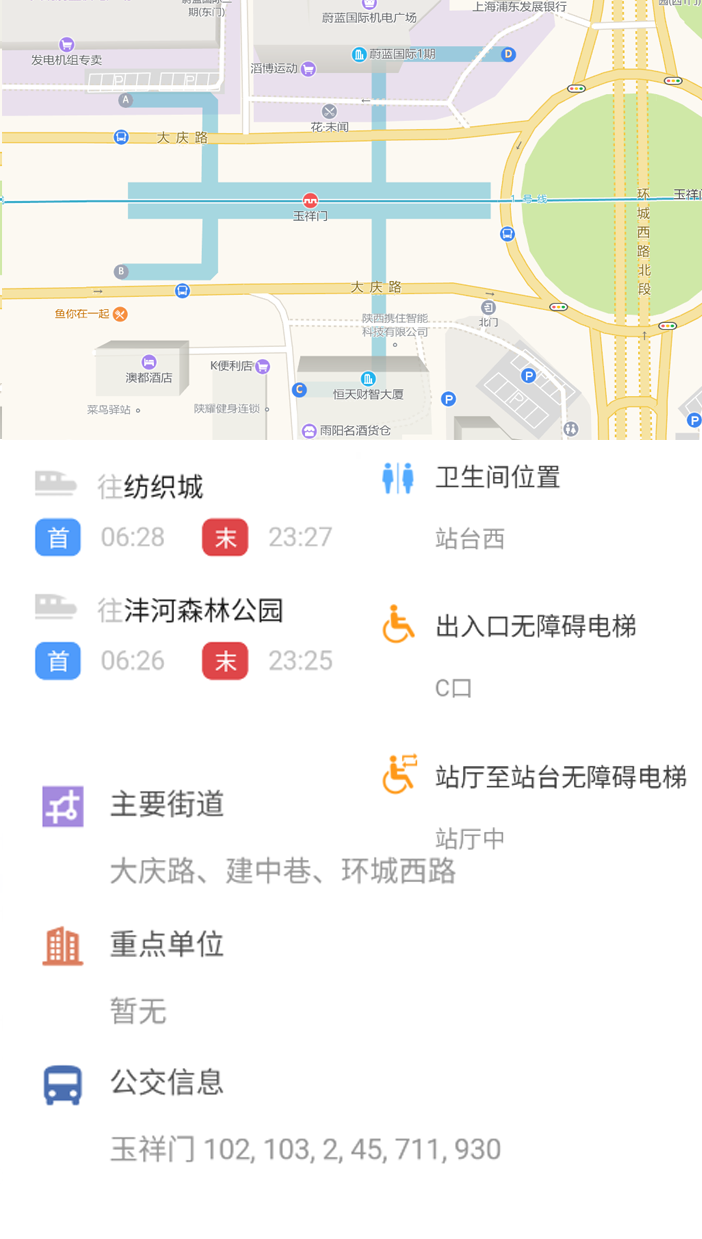 期(东门)
蔚蓝国际机电广场
上海浦东发展银行
发电机组专卖
滔博运动
蔚蓝国际1期
D
P
P
A
花·未闻
大庆路
玉祥门
1号线
玉祥门
环城西路北段
B
大庆路
鱼你在一起
北门
陕西携住智能
科技有限公司
澳都酒店
K便利店
C
恒天财智大厦
P
P
P
菜鸟驿站
陕耀健身连锁
雨阳名酒货仓
往纺织城
首 06:28 末 23:27
往沣河森林公园
首 06:26 末 23:25
卫生间位置
站台西
出入口无障碍电梯
C口
站厅至站台无障碍电梯
站厅中
主要街道
大庆路、建中巷、环城西路
重点单位
暂无
公交信息
玉祥门 102, 103, 2, 45, 711, 930